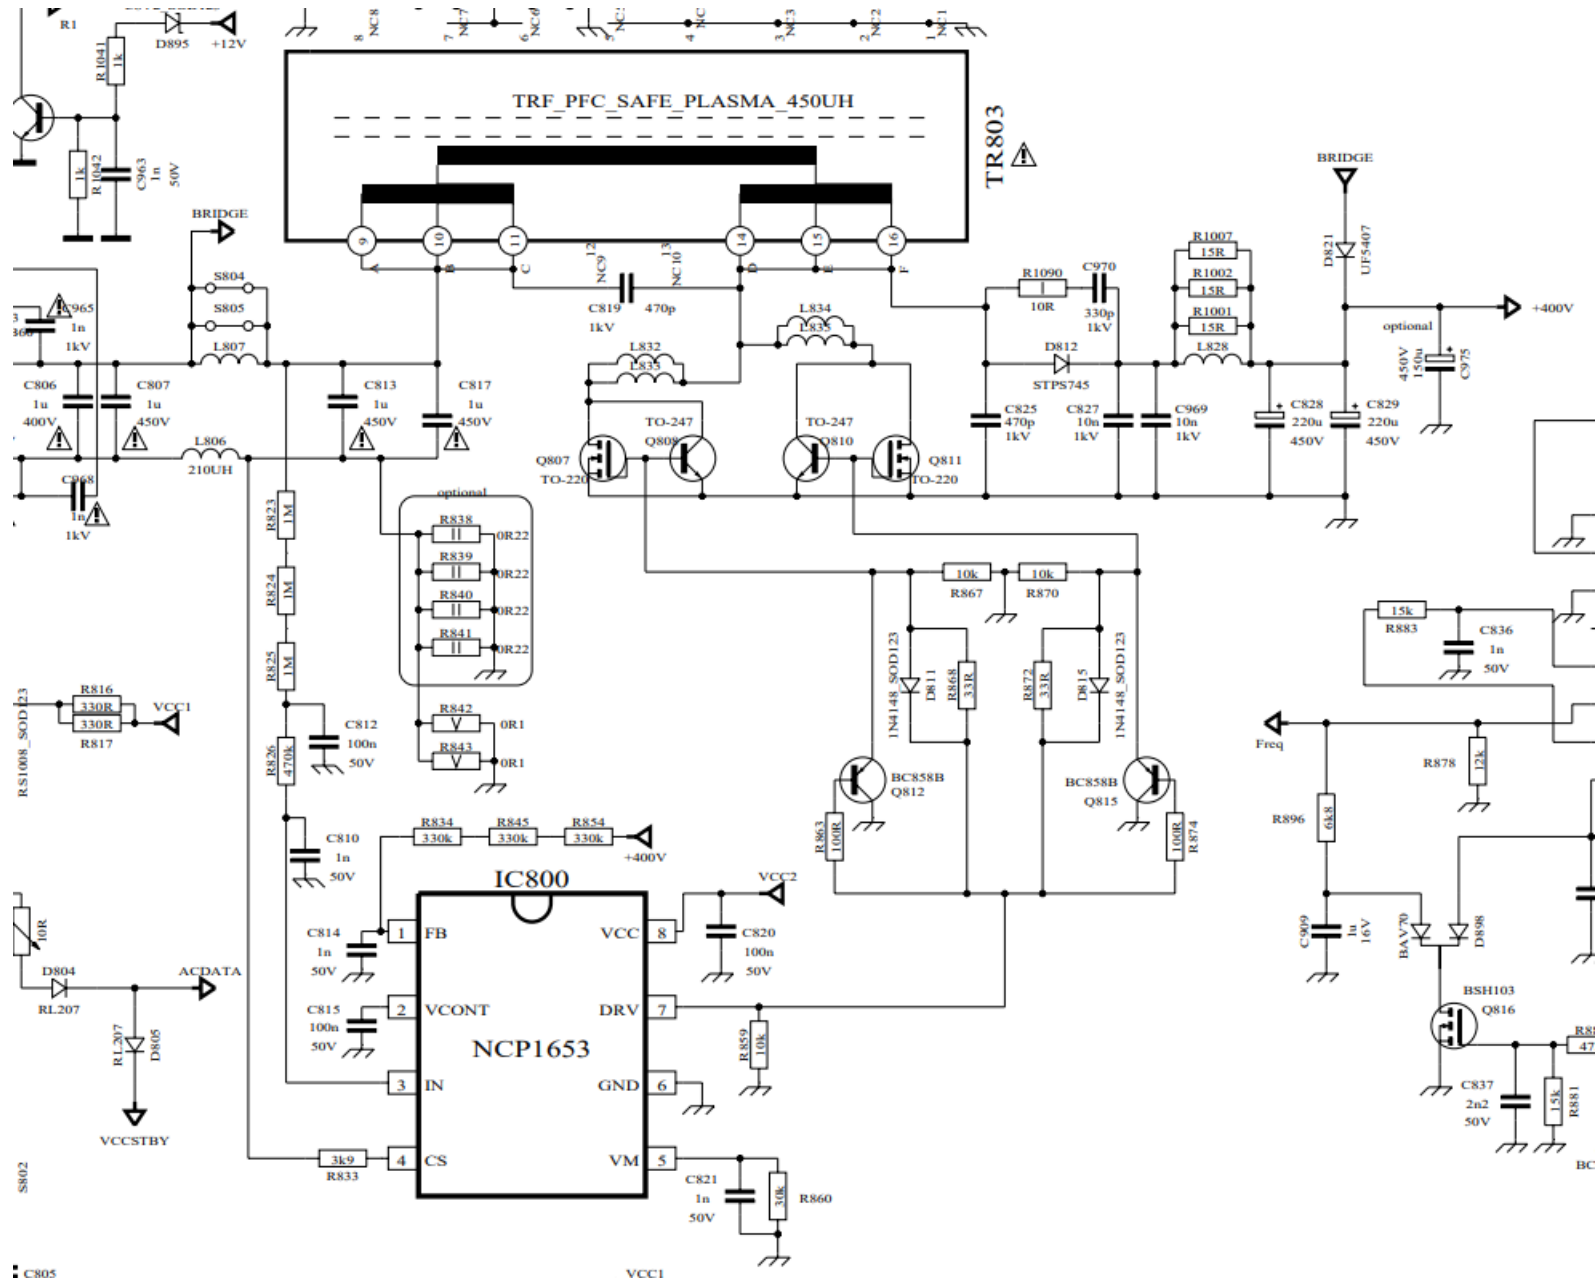 R1
D895
+12V
R1041
1k
8
NC8
7
NC7
6
NC6
5
4
NC
3
NC3
2
NC2
1
NC1
TRF_PFC_SAFE_PLASMA_450UH
TR803
1k
R1042
C963
1n
50V
BRIDGE
9
10
11
14
15
16
A
B
C
12
NC9
13
NC10
D
E
F
S804
S805
L807
C965
1n
1kV
C806
1u
400V
C807
1u
450V
C813
1u
450V
C817
1u
450V
L806
210UH
C968
1n
1kV
C819
1kV
470p
L834
L835
L832
L833
TO-247
Q808
Q807
TO-220
TO-247
Q810
Q811
TO-220
R1090
10R
C970
330p
1kV
D812
STPS745
R1007
15R
R1002
15R
R1001
15R
L828
BRIDGE
D821
UF5407
+400V
optional
450V
150u
C975
C825
470p
1kV
C827
10n
1kV
C969
10n
1kV
C828
220u
450V
C829
220u
450V
optional
R838
0R22
R839
0R22
R840
0R22
R841
0R22
R842
0R1
R843
0R1
R823
1M
R824
1M
R825
1M
R826
470k
C812
100n
50V
C810
1n
50V
RS1008_SOD123
R816
330R
330R
R817
VCC1
10k
R867
10k
R870
1N4148_SOD123
D811
R868
33R
R872
33R
D815
1N4148_SOD123
BC858B
Q812
BC858B
Q815
R863
100R
100R
R874
15k
R883
C836
1n
50V
Freq
R878
12k
R896
6k8
C909
1u
16V
BAV70
D898
BSH103
Q816
C837
2n2
50V
15k
R881
47
R834
330k
R845
330k
R854
330k
+400V
IC800
NCP1653
1
FB
2
VCONT
3
IN
4
CS
VCC
8
DRV
7
GND
6
VM
5
C814
1n
50V
C815
100n
50V
VCC2
C820
100n
50V
R859
10k
3k9
R833
C821
1n
50V
30k
R860
10R
D804
RL207
ACDATA
RL207
D805
VCCSTBY
S802
C805
VCC1
BC